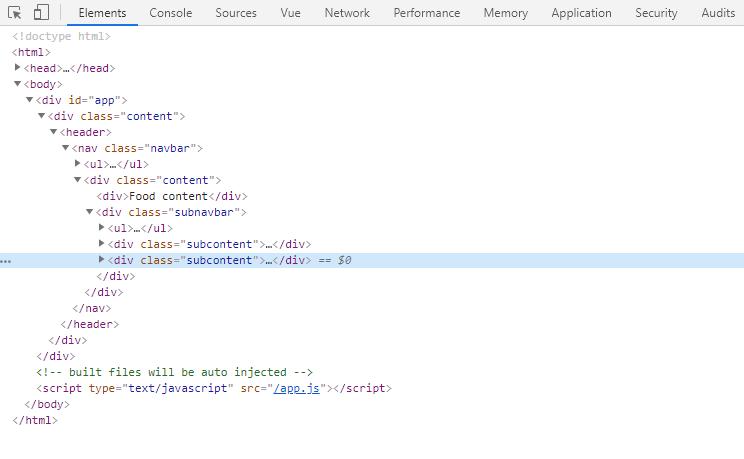 Elements Console Sources Vue Network Performance Memory Application Security Audits
<!doctype html>
<html>
<head>…</head>
<body>
<div id="app">
<div class="content">
<header>
<nav class="navbar">
<ul>…</ul>
<div class="content">
<div>Food content</div>
<div class="subnavbar">
<ul>…</ul>
<div class="subcontent">…</div>
<div class="subcontent">…</div> == $0
</div>
</div>
</nav>
</header>
</div>
</div>
<!-- built files will be auto injected -->
<script type="text/javascript" src="/app.js"></script>
</body>
</html>